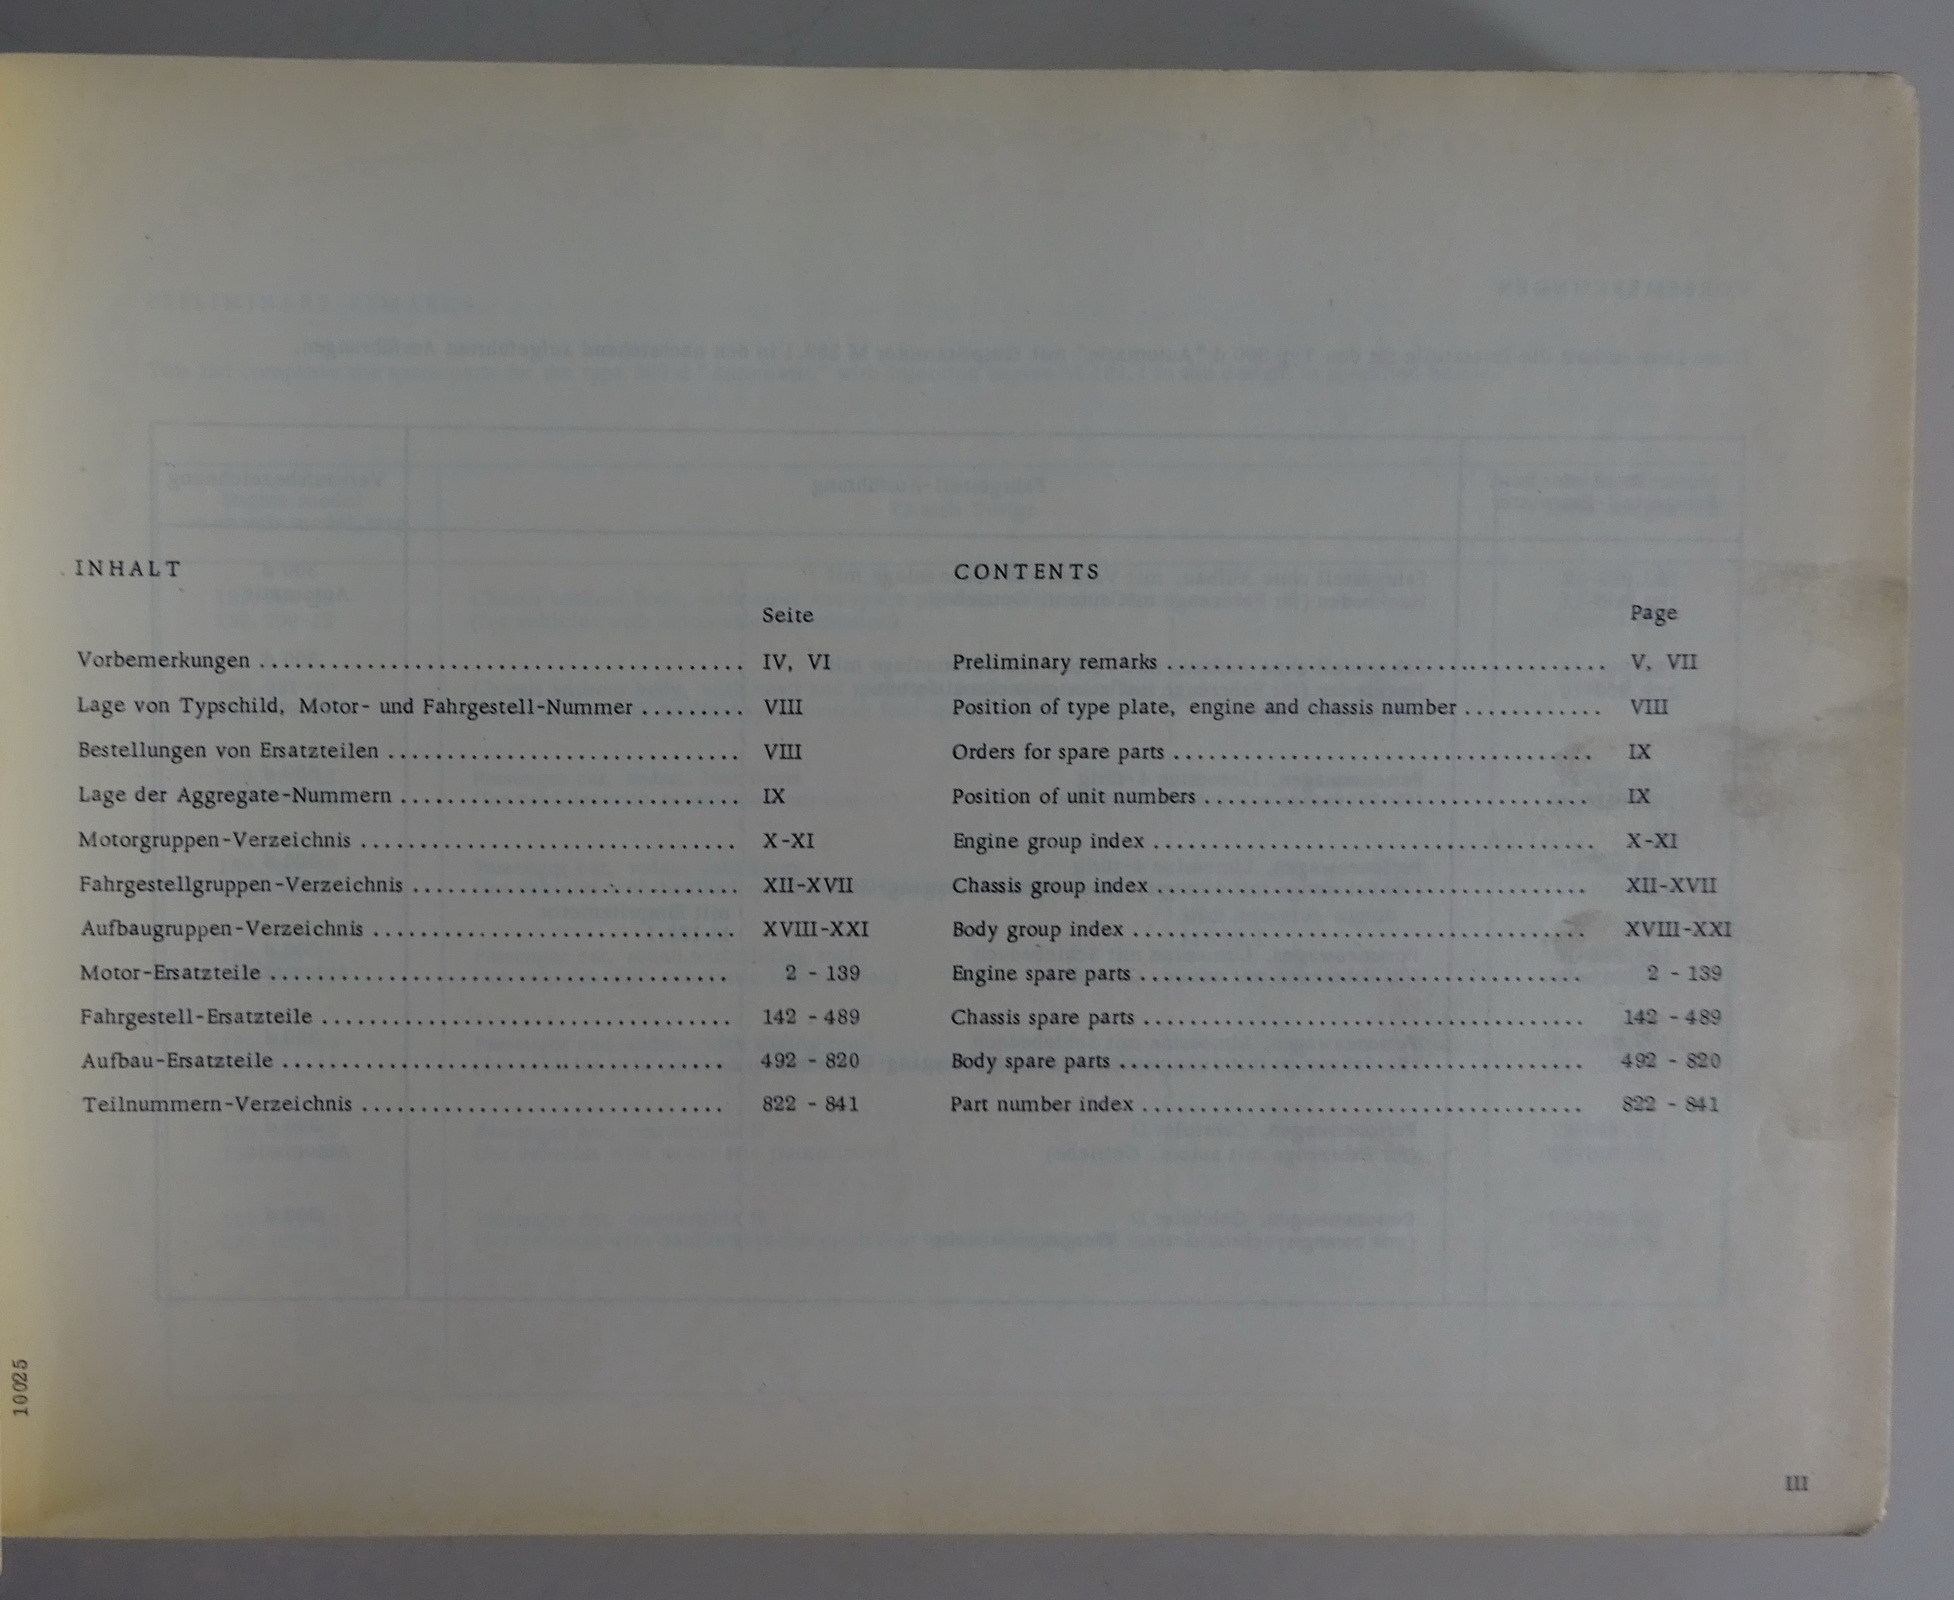 INHALT
Seite
Vorbemerkungen ........................................ IV, VI
Lage von Typschild, Motor- und Fahrgestell-Nummer ......... VIII
Bestellungen von Ersatzteilen ............................. VIII
Lage der Aggregate-Nummern ............................ IX
Motorgruppen-Verzeichnis ............................... X-XI
Fahrgestellgruppen-Verzeichnis ........................... XII-XVII
Aufbaugruppen-Verzeichnis .............................. XVIII-XXI
Motor-Ersatzteile ...................................... 2 - 139
Fahrgestell-Ersatzteile .................................. 142 - 489
Aufbau-Ersatzteile ..................................... 492 - 820
Teilnummern-Verzeichnis .............................. 822 - 841
CONTENTS
Page
Preliminary remarks ..................................... V, VII
Position of type plate, engine and chassis number ............ VIII
Orders for spare parts ................................... IX
Position of unit numbers ................................ IX
Engine group index ..................................... X-XI
Chassis group index .................................... XII-XVII
Body group index ...................................... XVIII-XXI
Engine spare parts ..................................... 2 - 139
Chassis spare parts ..................................... 142 - 489
Body spare parts ....................................... 492 - 820
Part number index ..................................... 822 - 841
10025
III